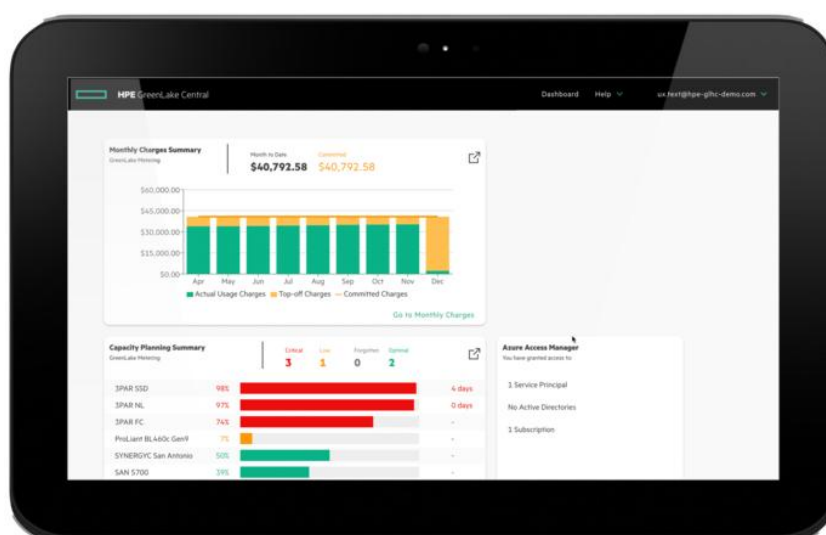 HPE GreenLake Central
Dashboard Help ux.text@hpe-glhc-demo.com
Monthly Charges Summary
GreenLake Metering
Month to Date
$40,792.58
Committed
$40,792.58
$60,000.00
$45,000.00
$30,000.00
$15,000.00
$0.00
Apr May Jun Jul Aug Sep Oct Nov Dec
Actual Usage Charges Top-off Charges Committed Charges
Go to Monthly Charges
Capacity Planning Summary
GreenLake Metering
Critical
3
Low
1
Forgotten
0
Optimal
2
3PAR SSD 98% 4 days
3PAR NL 97% 0 days
3PAR FC 74% -
ProLiant BL460c Gen9 7% -
SYNERGYC San Antonio 50% -
SAN 5700 39% -
Azure Access Manager
You have granted access to:
1 Service Principal
No Active Directories
1 Subscription